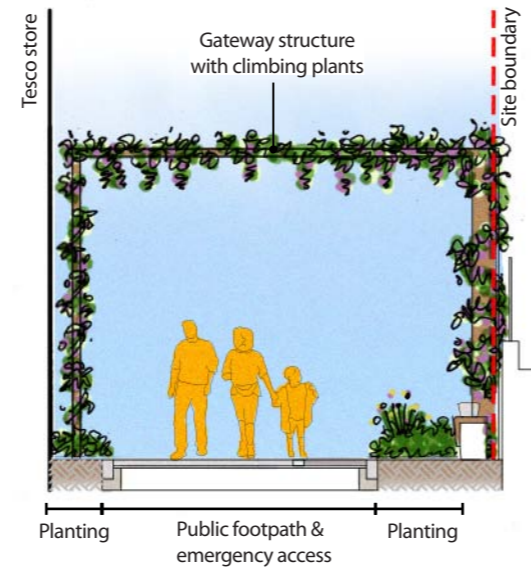 Tesco store
Gateway structure
with climbing plants
Site boundary
Planting
Public footpath &
emergency access
Planting